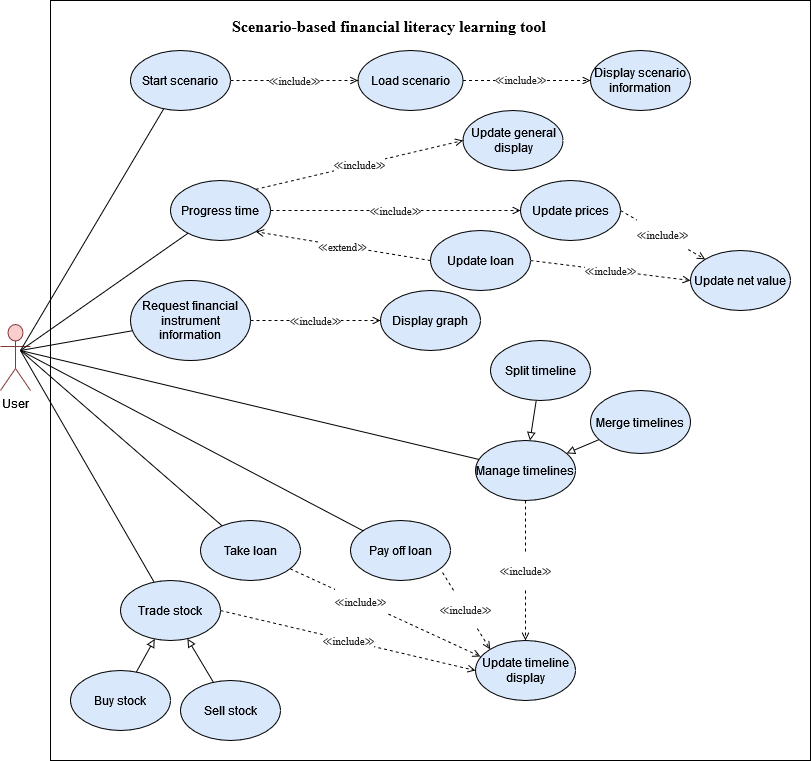 Scenario-based financial literacy learning tool
Start scenario
<<include>>
Load scenario
<<include>>
Display scenario
information
Update general
display
<<include>>
Progress time
<<include>>
Update prices
<<include>>
<<extend>>
Update loan
<<include>>
Update net value
Request financial
instrument
information
<<include>>
Display graph
User
Split timeline
Merge timelines
Manage timelines
Take loan
Pay off loan
<<include>>
<<include>>
<<include>>
Trade stock
<<include>>
Update timeline
display
Buy stock
Sell stock